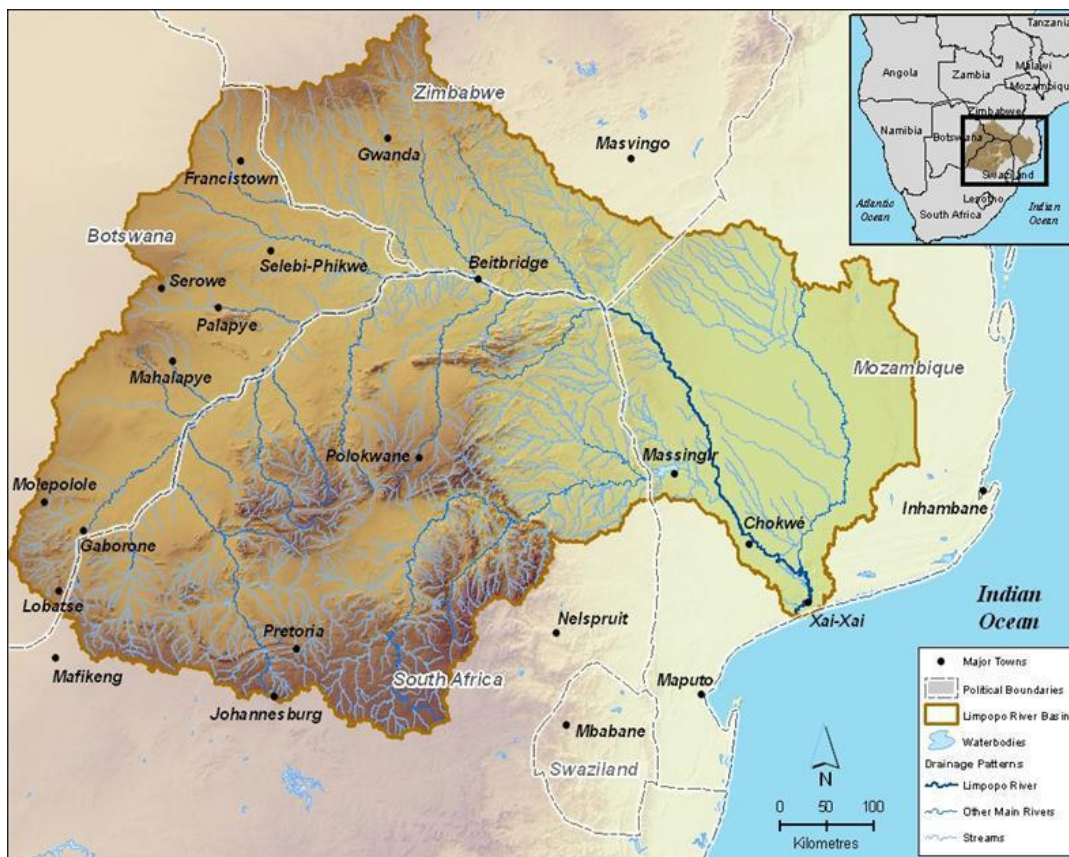 Zimbabwe
Gwanda
Masvingo
Francistown
Botswana
Selebi-Phikwe
Beitbridge
Serowe
Palapye
Mahalapye
Mozambique
Polokwane
Massingir
Molepolole
Inhambane
Gaborone
Chokwé
Lobatse
Xai-Xai
Indian
Ocean
Nelspruit
Pretoria
Mafikeng
South Africa
Maputo
Johannesburg
Mbabane
Swaziland
N
0 50 100
Kilometres
Tanzania
Angola
Zambia
Malawi
Mozambique
Zimbabwe
Namibia
Botswana
Swaziland
Lesotho
South Africa
Atlantic
Ocean
Indian
Ocean
Major Towns
Political Boundaries
Limpopo River Basin
Waterbodies
Drainage Patterns
Limpopo River
Other Main Rivers
Streams